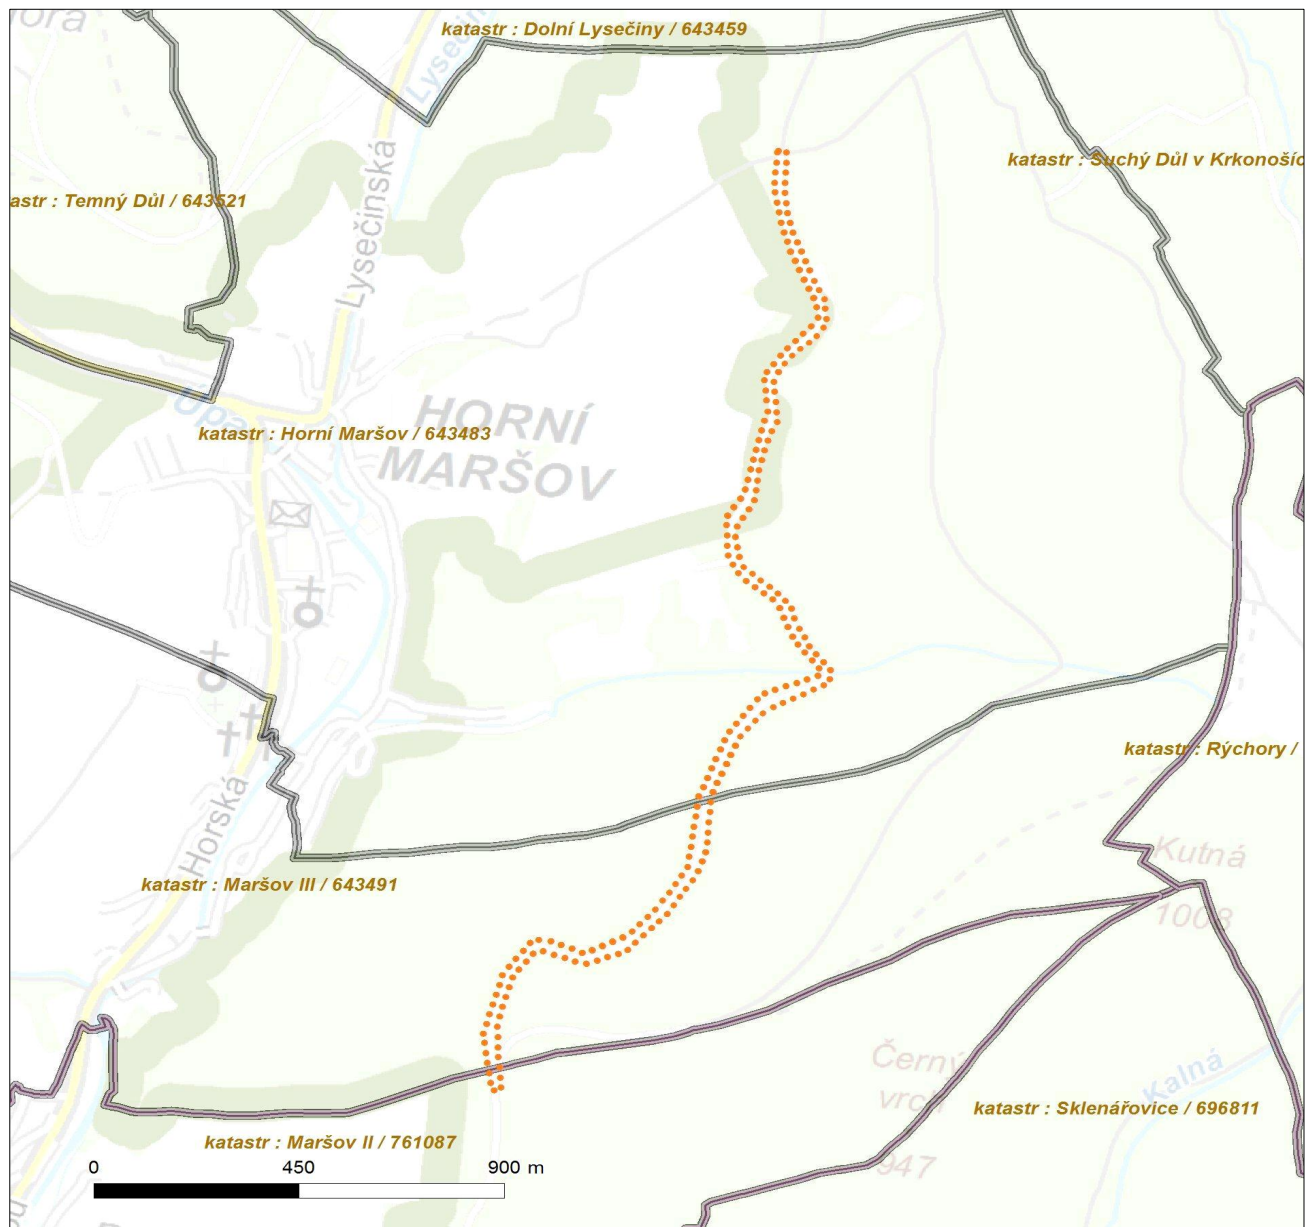 katastr : Dolní Lysečiny / 643459
Lysečin
katastr : Suchý Důl v Krkonošíc
astr : Temný Důl / 643521
Lysečinská
Úpa
HORNÍ
MARŠOV
katastr : Horní Maršov / 643483
katastr : Rýchory /
Horská
Kutná
1008
katastr : Maršov III / 643491
Černý
vrch
947
Kalná
katastr : Sklenářovice / 696811
katastr : Maršov II / 761087
0 450 900 m